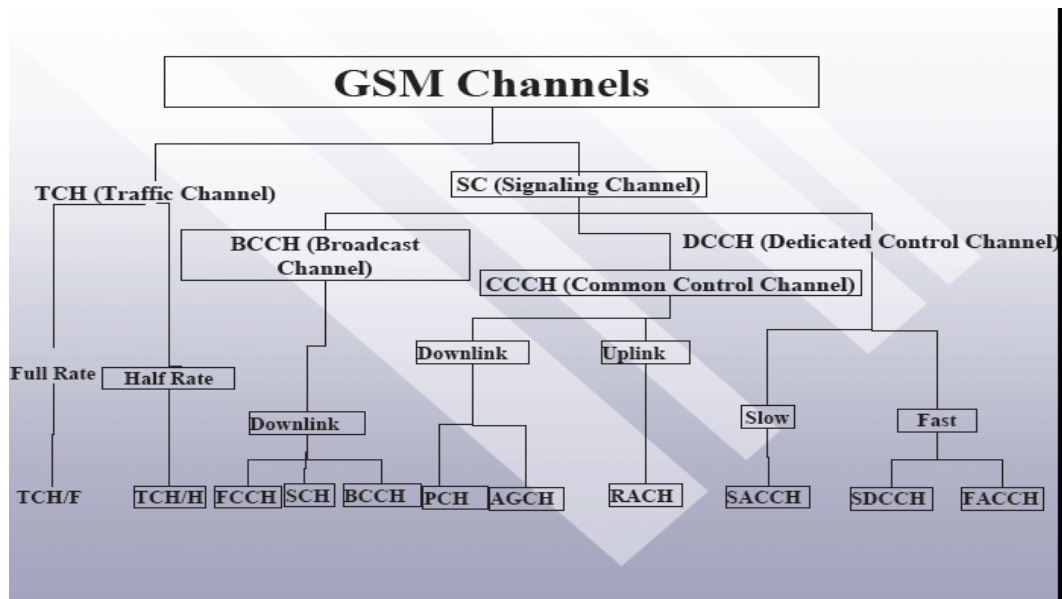 GSM Channels
TCH (Traffic Channel)
SC (Signaling Channel)
BCCH (Broadcast
Channel)
DCCH (Dedicated Control Channel)
CCCH (Common Control Channel)
Downlink
Uplink
Full Rate
Half Rate
Downlink
Slow
Fast
TCH/F
TCH/H
FCCH
SCH
BCCH
PCH
AGCH
RACH
SACCH
SDCCH
FACCH